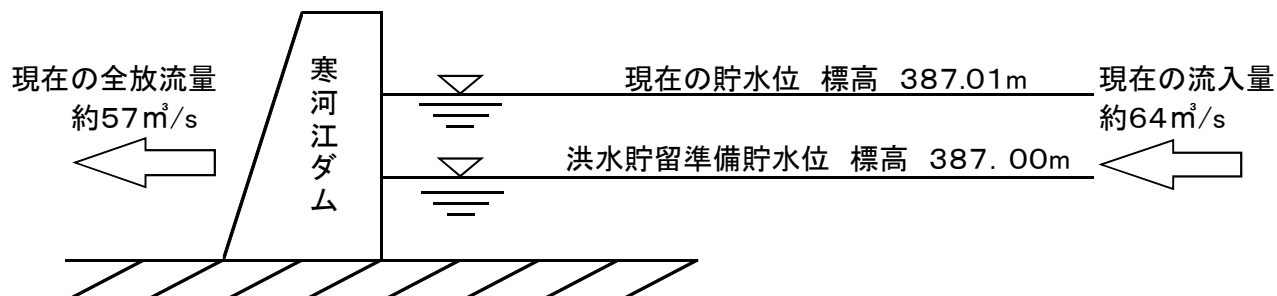 現在の全放流量
約57㎥/s
寒河江ダム
現在の貯水位 標高 387.01m
洪水貯留準備貯水位 標高 387.00m
現在の流入量
約64㎥/s